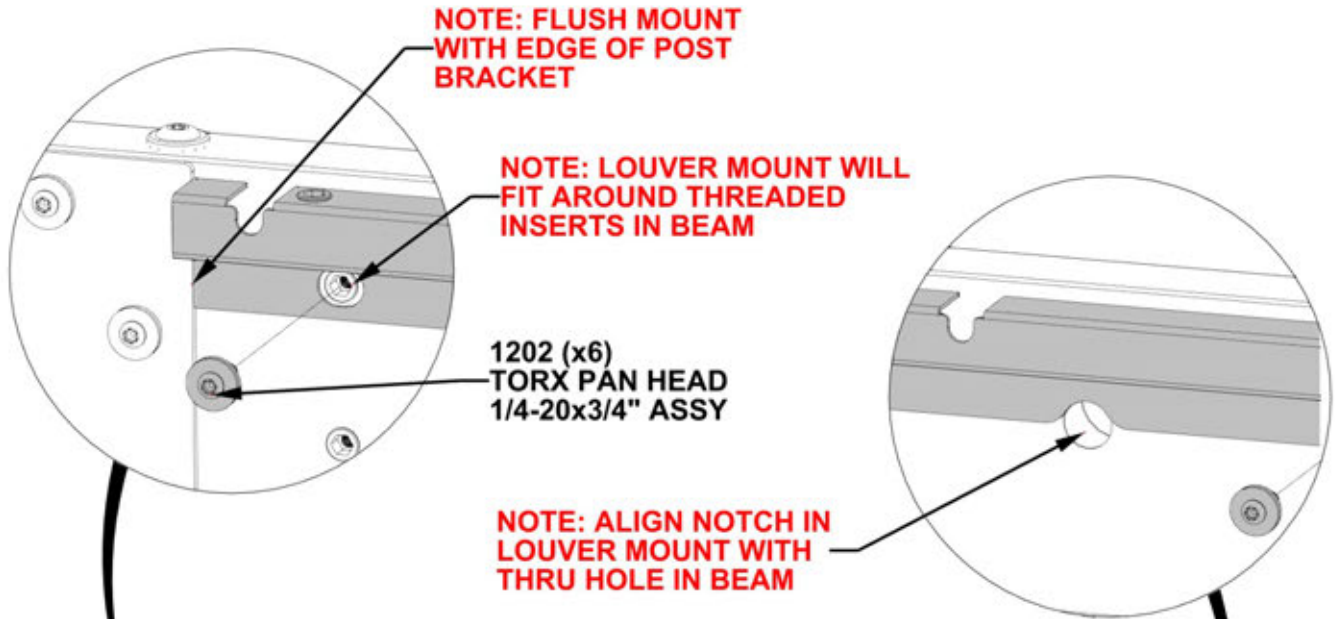 NOTE: FLUSH MOUNT
WITH EDGE OF POST
BRACKET
NOTE: LOUVER MOUNT WILL
FIT AROUND THREADED
INSERTS IN BEAM
1202 (x6)
TORX PAN HEAD
1/4-20x3/4" ASSY
NOTE: ALIGN NOTCH IN
LOUVER MOUNT WITH
THRU HOLE IN BEAM